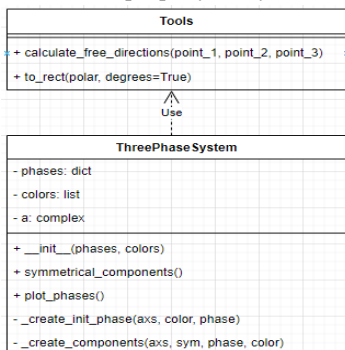 Tools
+ calculate_free_directions(point_1, point_2, point_3)
+ to_rect(polar, degrees=True)
Use
ThreePhaseSystem
- phases: dict
- colors: list
- a: complex
+ __init__(phases, colors)
+ symmetrical_components()
+ plot_phases()
- _create_init_phase(axs, color, phase)
- _create_components(axs, sym, phase, color)